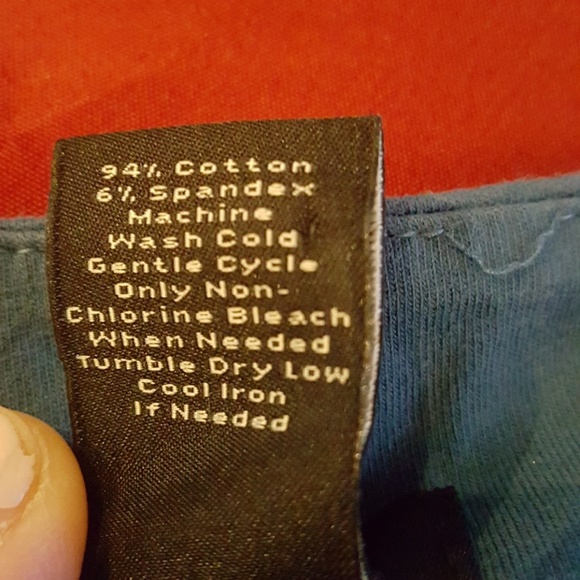 94% Cotton
6% Spandex
Machine
Wash Cold
Gentle Cycle
Only Non-
Chlorine Bleach
When Needed
Tumble Dry Low
Cool Iron
If Needed